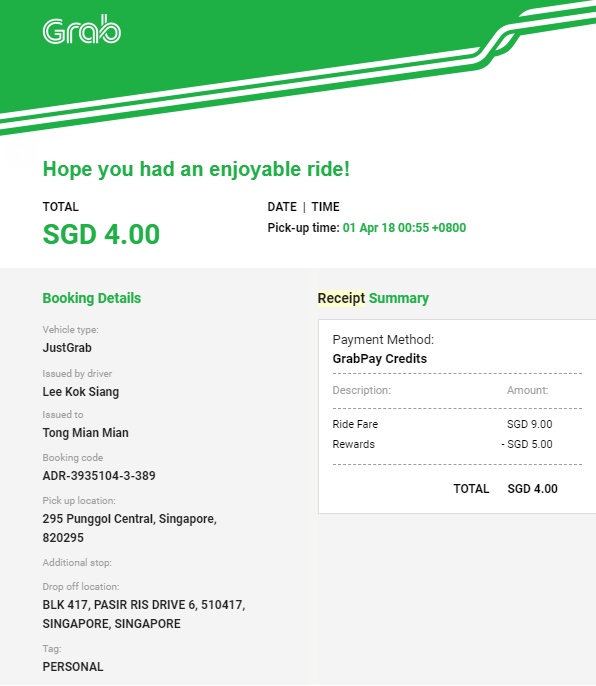 Grab
Hope you had an enjoyable ride!
TOTAL
SGD 4.00
DATE | TIME
Pick-up time: 01 Apr 18 00:55 +0800
Booking Details
Vehicle type:
JustGrab
Issued by driver
Lee Kok Siang
Issued to
Tong Mian Mian
Booking code
ADR-3935104-3-389
Pick up location:
295 Punggol Central, Singapore,
820295
Additional stop:
Drop off location:
BLK 417, PASIR RIS DRIVE 6, 510417,
SINGAPORE, SINGAPORE
Tag:
PERSONAL
Receipt Summary
Payment Method:
GrabPay Credits
Description: Amount:
Ride Fare SGD 9.00
Rewards - SGD 5.00
TOTAL SGD 4.00